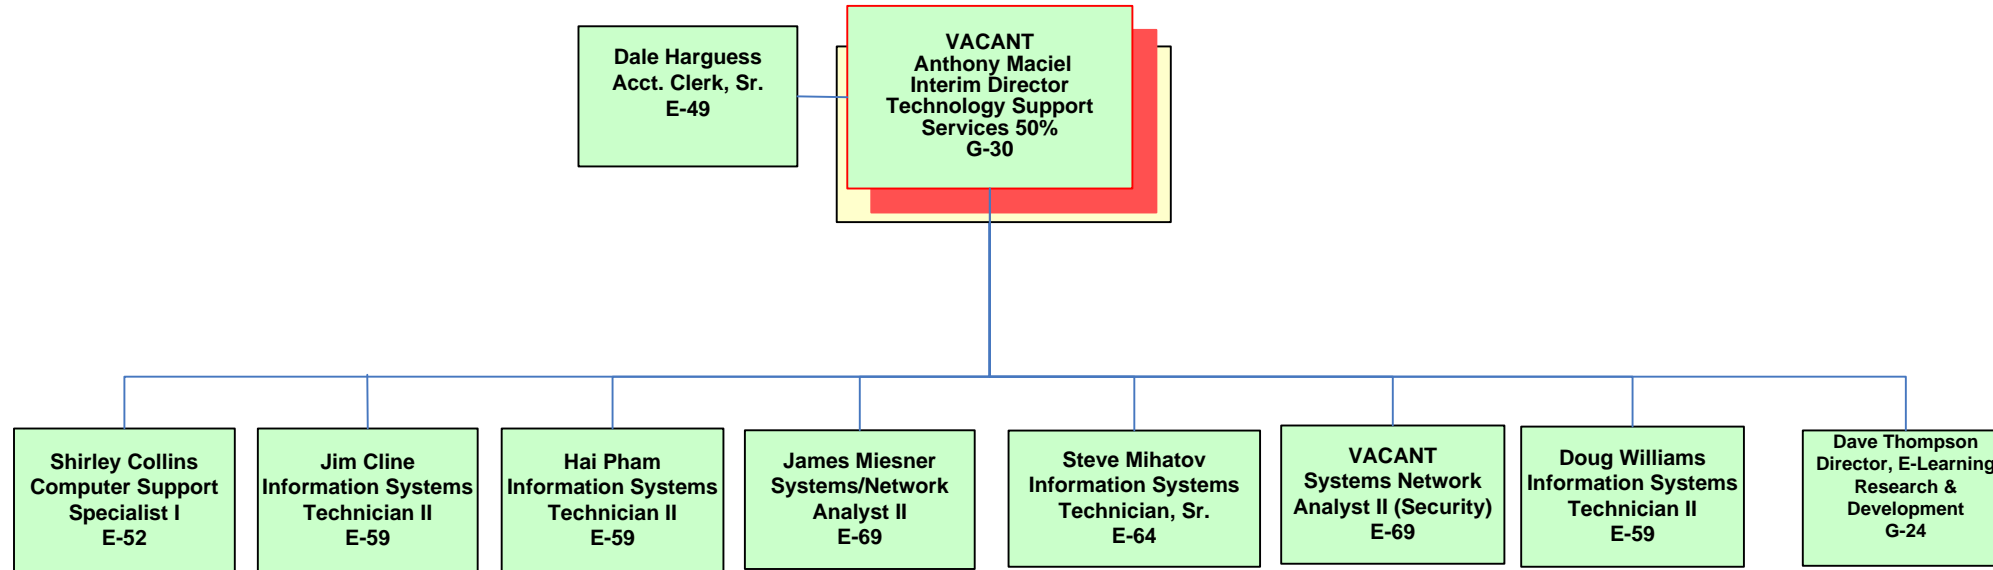 Dale Harguess
Acct. Clerk, Sr.
E-49
VACANT
Anthony Maciel
Interim Director
Technology Support
Services 50%
G-30
Shirley Collins
Computer Support
Specialist I
E-52
Jim Cline
Information Systems
Technician II
E-59
Hai Pham
Information Systems
Technician II
E-59
James Miesner
Systems/Network
Analyst II
E-69
Steve Mihatov
Information Systems
Technician, Sr.
E-64
VACANT
Systems Network
Analyst II (Security)
E-69
Doug Williams
Information Systems
Technician II
E-59
Dave Thompson
Director, E-Learning
Research &
Development
G-24